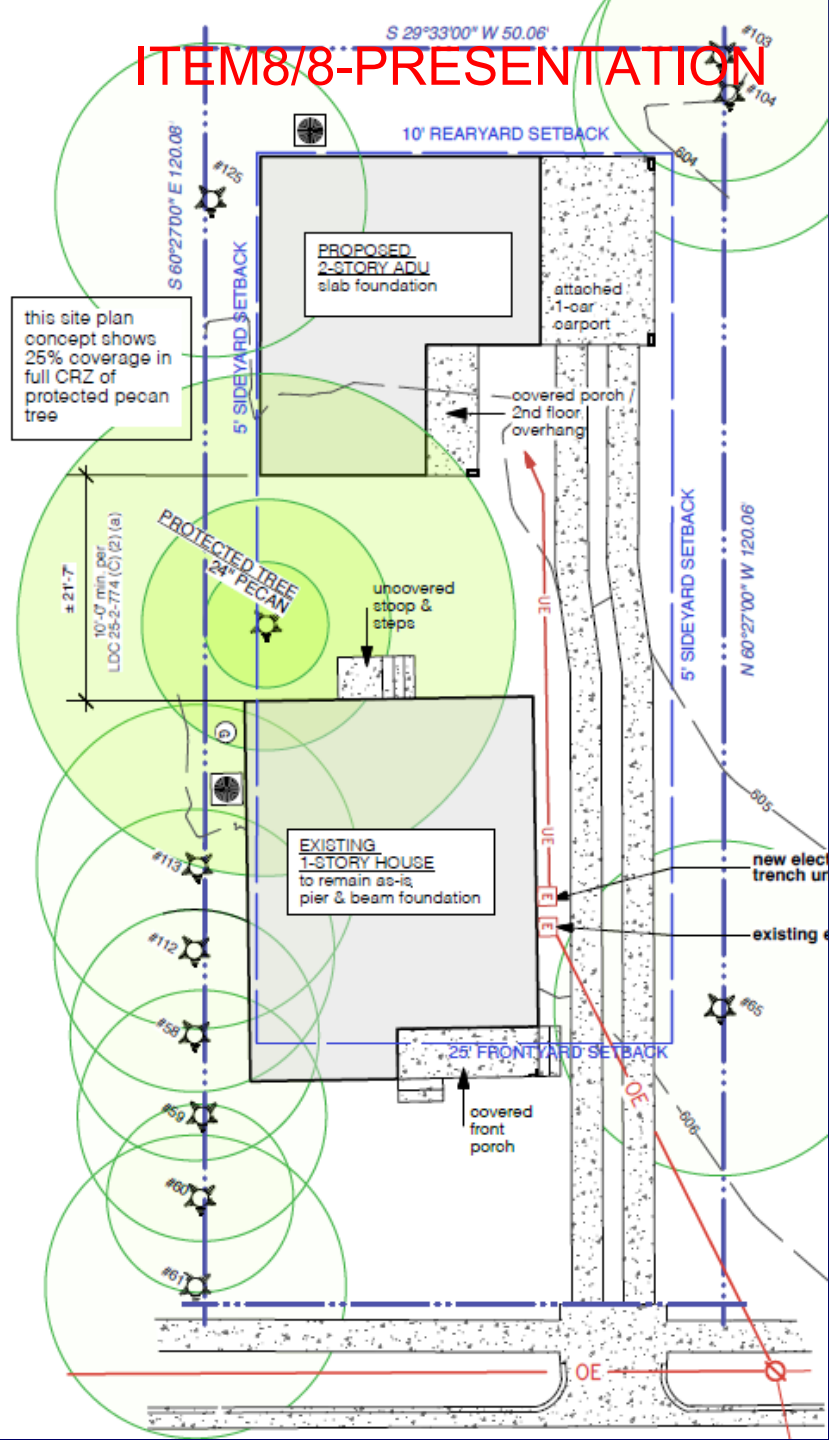 S 29°33'00" W 50.06'
ITEM8/8-PRESENTATION
#103
#104
10' REARYARD SETBACK
604
S 60°27'00" E 120.08'
#125
PROPOSED
2-STORY ADU
slab foundation
5' SIDEYARD SETBACK
attached
1-car
carport
this site plan
concept shows
25% coverage in
full CRZ of
protected pecan
tree
covered porch /
2nd floor
overhang
± 21'-7"
10'-0" min. per
LDC 25-2-774 (C) (2) (a)
PROTECTED TREE
24" PECAN
uncovered
stoop &
steps
UE
5' SIDEYARD SETBACK
N 60°27'00" W 120.06'
G
605
UE
EXISTING
1-STORY HOUSE
to remain as-is,
pier & beam foundation
#113
E
new elect
trench un
E
existing e
#112
#65
#58
25' FRONTYARD SETBACK
OE
606
#59
covered
front
porch
#60
#61
OE